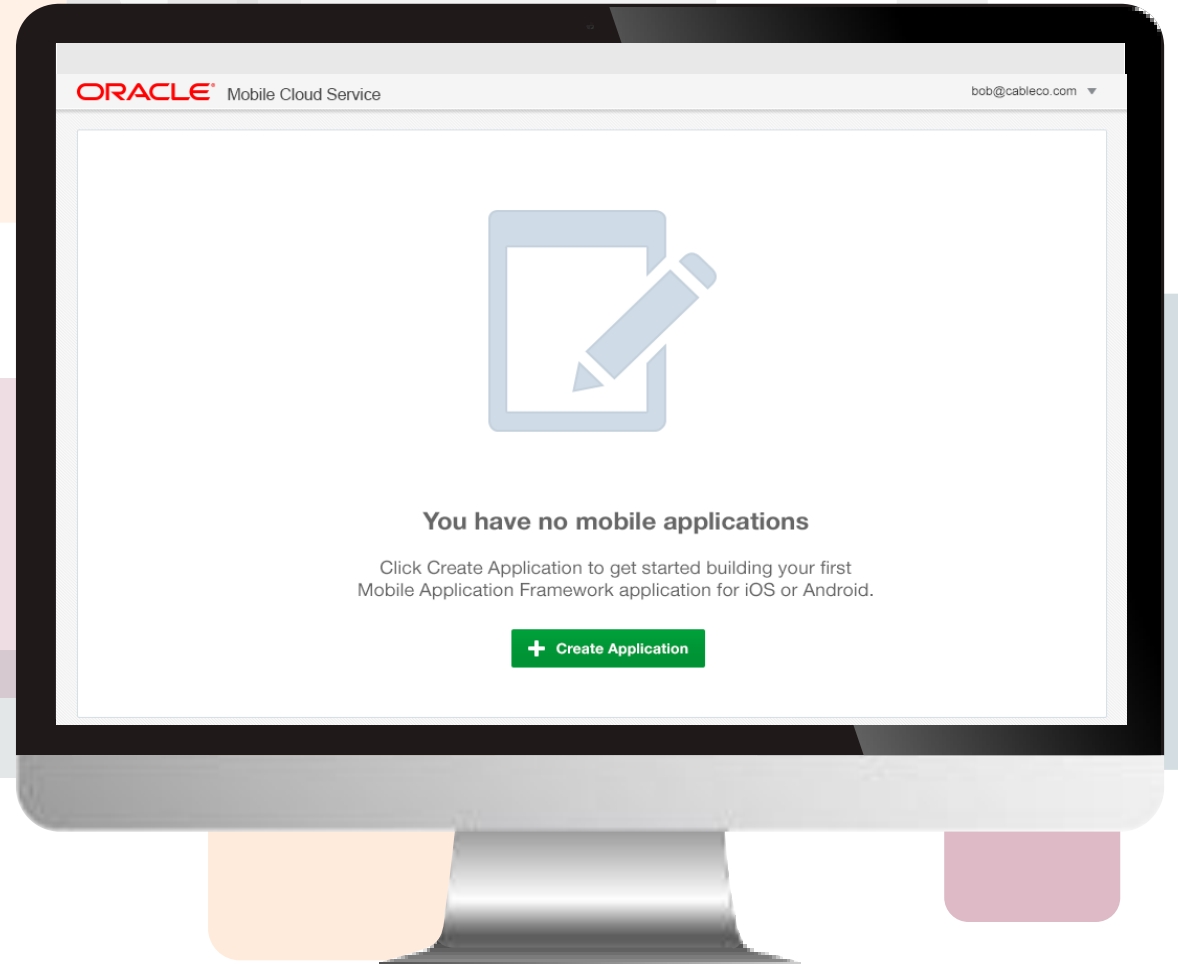 ORACLE® Mobile Cloud Service
bob@cableco.com
You have no mobile applications
Click Create Application to get started building your first
Mobile Application Framework application for iOS or Android.
Create Application